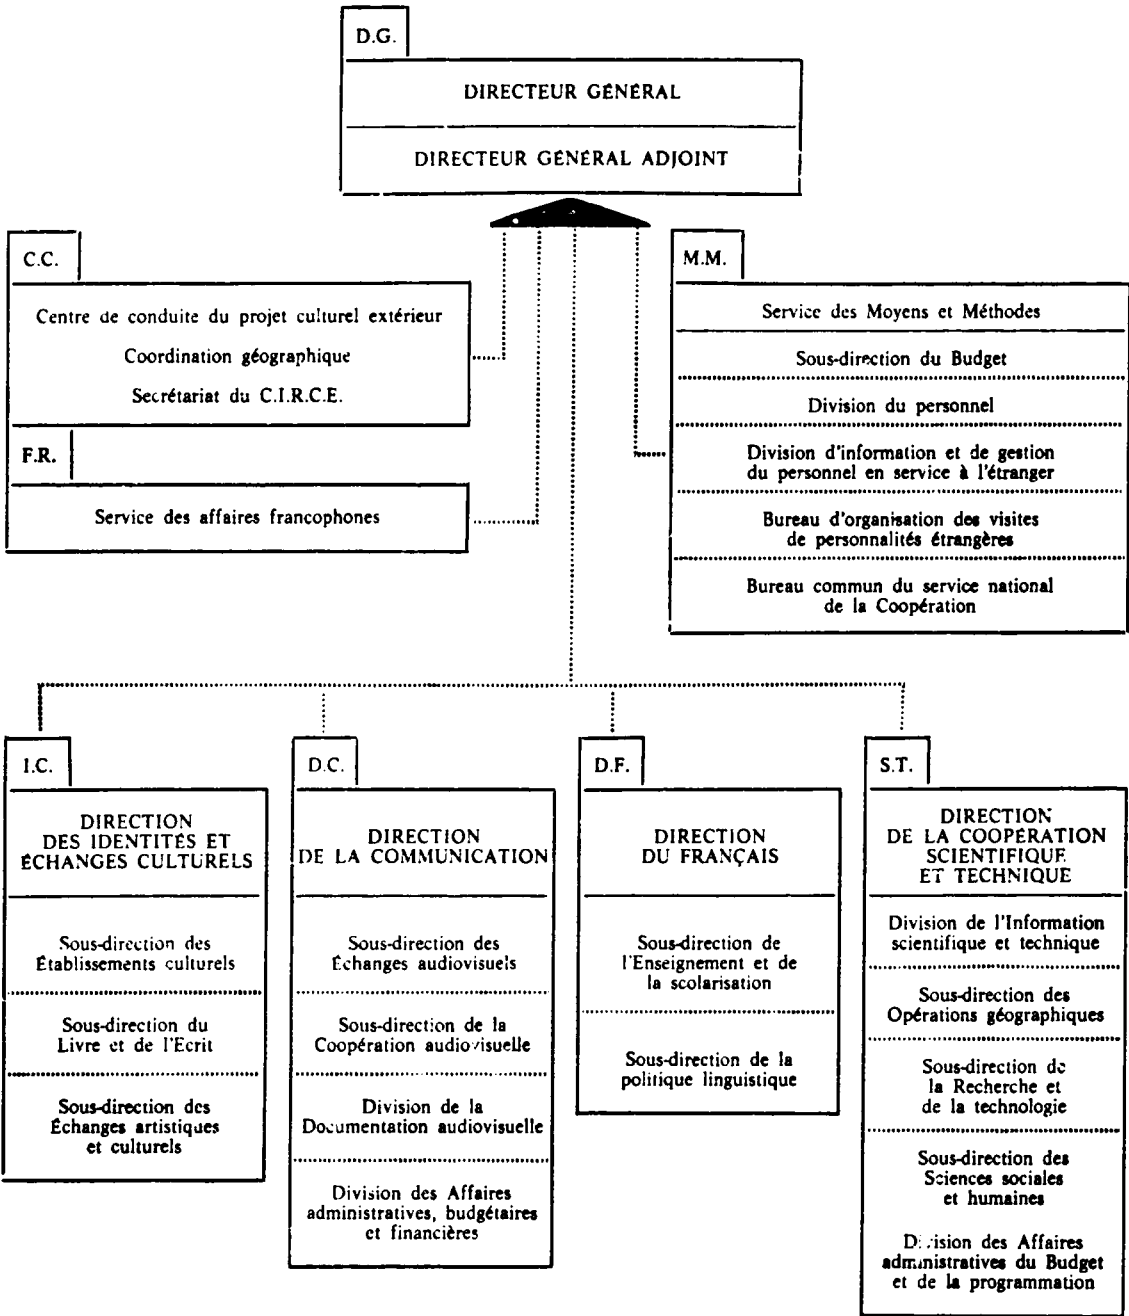 D.G.
DIRECTEUR GÉNÉRAL
DIRECTEUR GÉNÉRAL ADJOINT
C.C.
Centre de conduite du projet culturel extérieur
Coordination géographique
Secrétariat du C.I.R.C.E.
F.R.
Service des affaires francophones
M.M.
Service des Moyens et Méthodes
Sous-direction du Budget
Division du personnel
Division d'information et de gestion
du personnel en service à l'étranger
Bureau d'organisation des visites
de personnalités étrangères
Bureau commun du service national
de la Coopération
I.C.
DIRECTION
DES IDENTITÉS ET
ÉCHANGES CULTURELS
Sous-direction des
Établissements culturels
Sous-direction du
Livre et de l'Ecrit
Sous-direction des
Échanges artistiques
et culturels
D.C.
DIRECTION
DE LA COMMUNICATION
Sous-direction des
Échanges audiovisuels
Sous-direction de la
Coopération audiovisuelle
Division de la
Documentation audiovisuelle
Division des Affaires
administratives, budgétaires
et financières
D.F.
DIRECTION
DU FRANÇAIS
Sous-direction de
l'Enseignement et de
la scolarisation
Sous-direction de la
politique linguistique
S.T.
DIRECTION
DE LA COOPÉRATION
SCIENTIFIQUE
ET TECHNIQUE
Division de l'Information
scientifique et technique
Sous-direction des
Opérations géographiques
Sous-direction de
la Recherche et
de la technologie
Sous-direction des
Sciences sociales
et humaines
Division des Affaires
administratives du Budget
et de la programmation